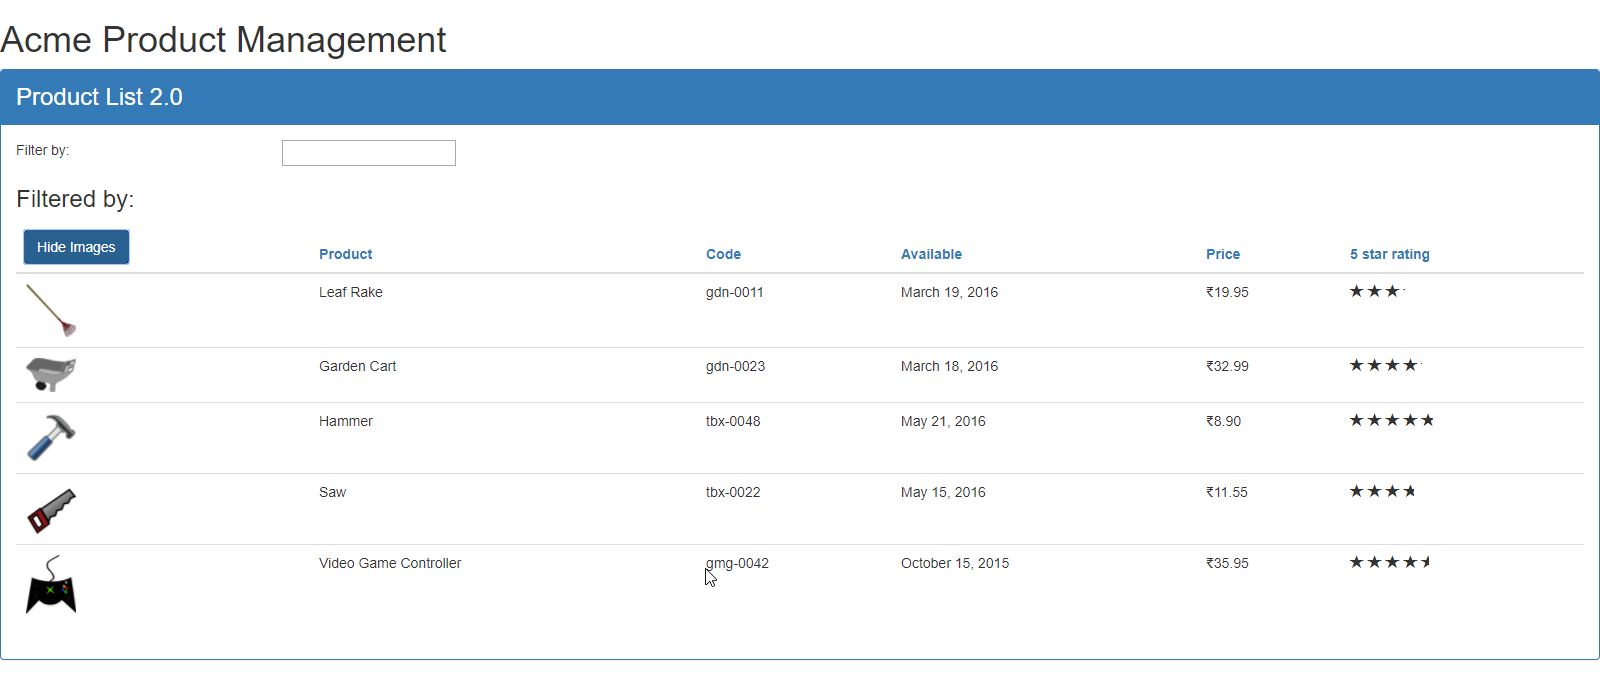 Acme Product Management
Product List 2.0
Filter by:
Filtered by:
Hide Images Product Code Available Price 5 star rating
Leaf Rake gdn-0011 March 19, 2016 ₹19.95
Garden Cart gdn-0023 March 18, 2016 ₹32.99
Hammer tbx-0048 May 21, 2016 ₹8.90
Saw tbx-0022 May 15, 2016 ₹11.55
Video Game Controller gmg-0042 October 15, 2015 ₹35.95